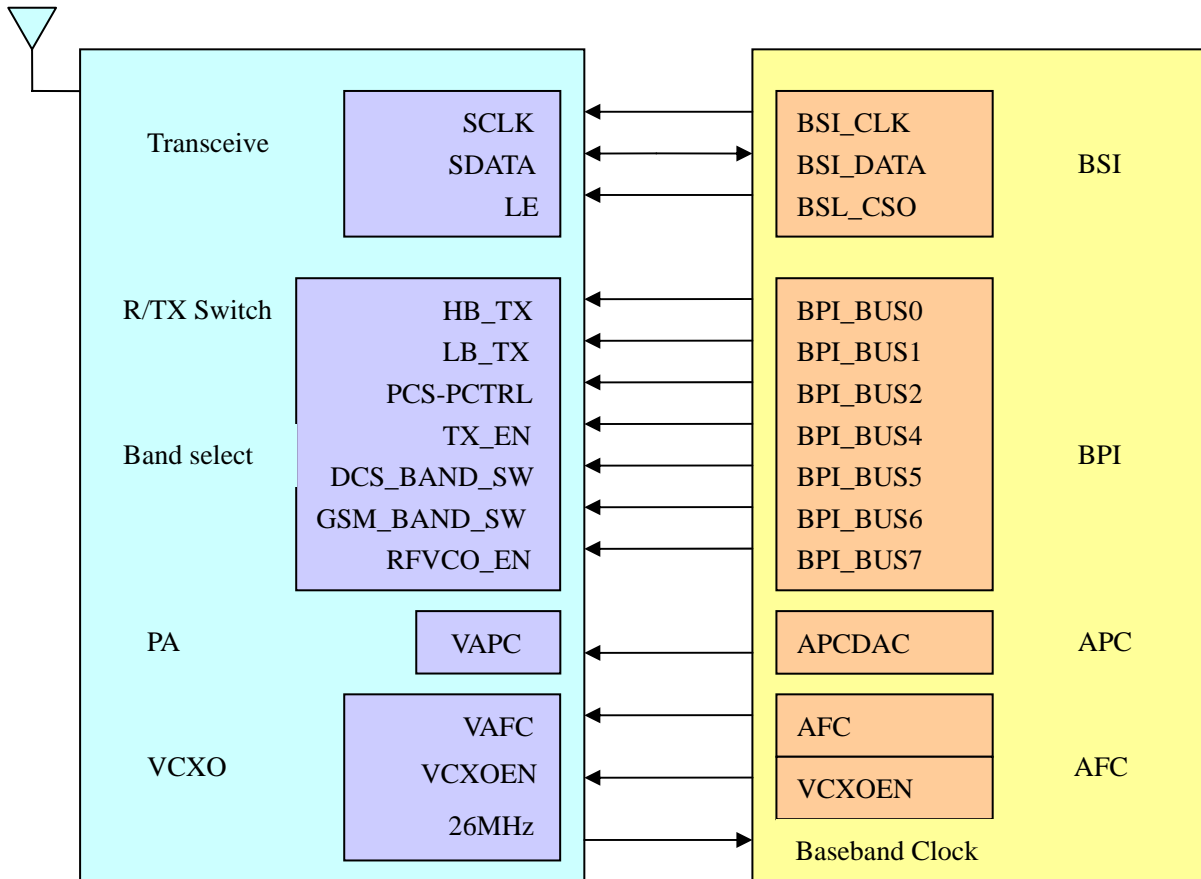 SCLK
BSI_CLK
Transceive
SDATA
BSI_DATA
BSI
LE
BSL_CSO
R/TX Switch
HB_TX
BPI_BUS0
LB_TX
BPI_BUS1
PCS-PCTRL
BPI_BUS2
TX_EN
BPI_BUS4
Band select
BPI
DCS_BAND_SW
BPI_BUS5
GSM_BAND_SW
BPI_BUS6
RFVCO_EN
BPI_BUS7
PA
VAPC
APCDAC
APC
VAFC
AFC
VCXO
VCXOEN
AFC
VCXOEN
26MHz
Baseband Clock